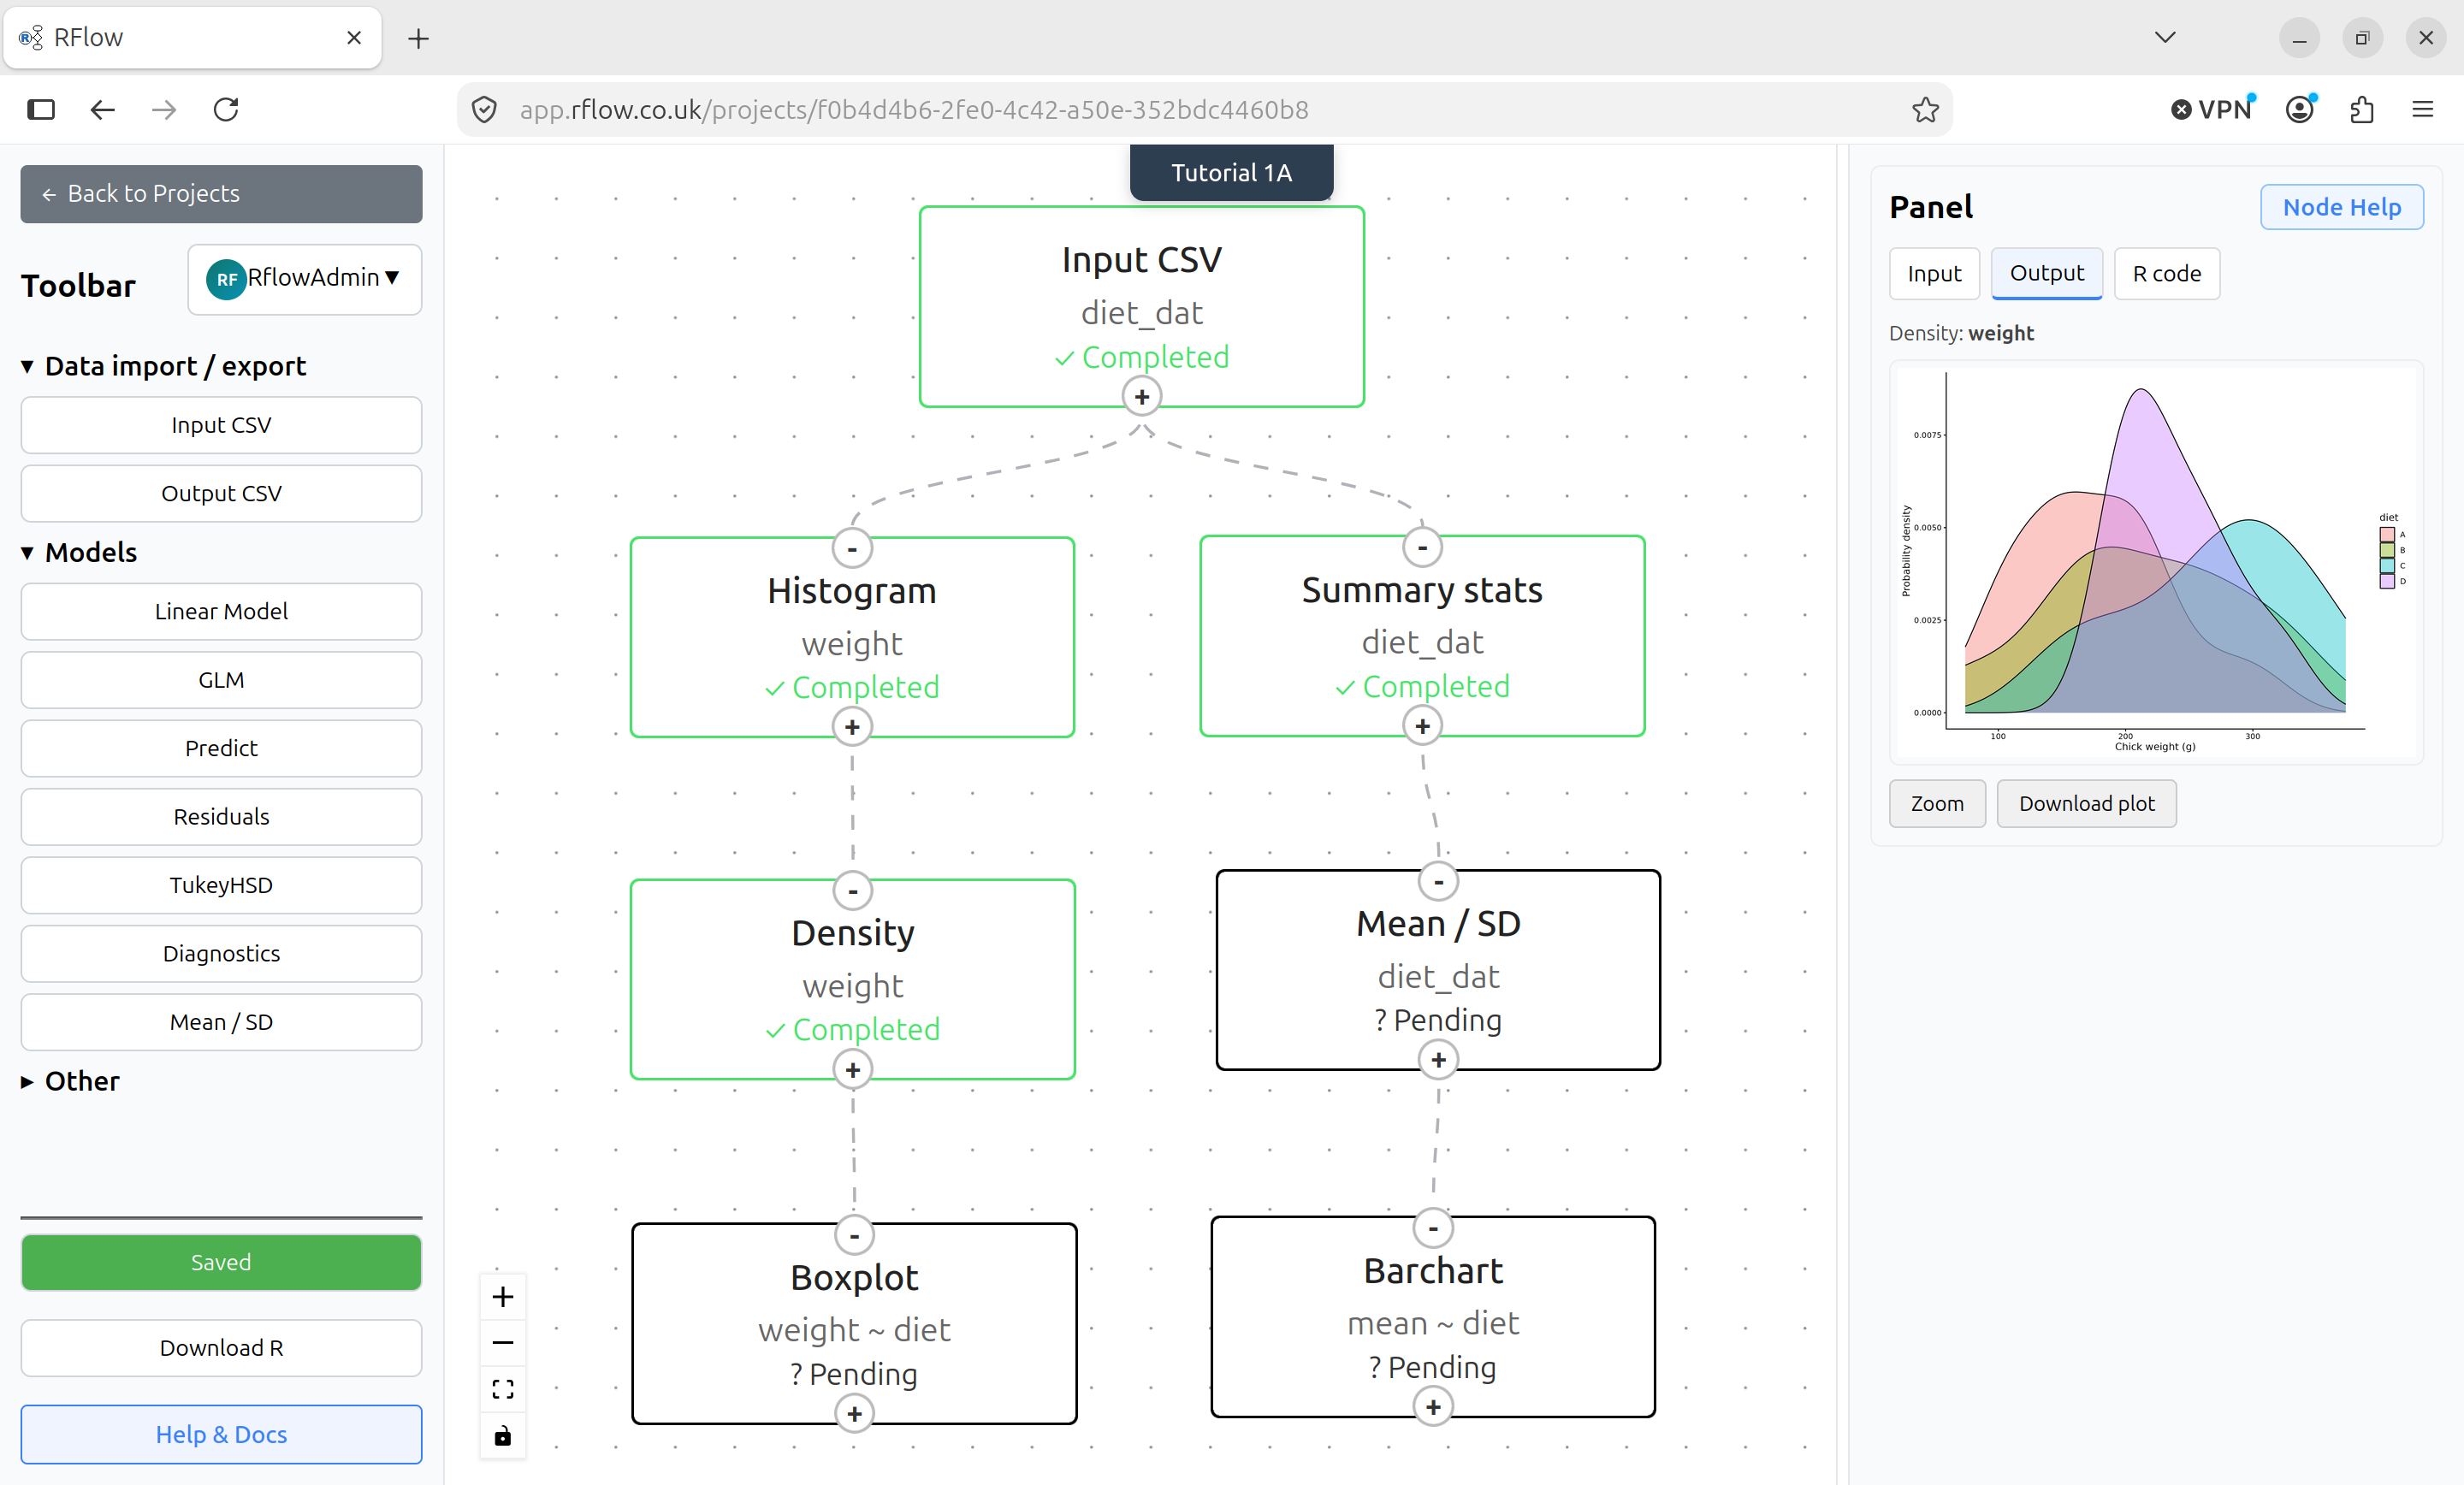 RFlow
app.rflow.co.uk/projects/f0b4d4b6-2fe0-4c42-a50e-352bdc4460b8
VPN
← Back to Projects
Toolbar
RF RflowAdmin ▼
▼ Data import / export
Input CSV
Output CSV
▼ Models
Linear Model
GLM
Predict
Residuals
TukeyHSD
Diagnostics
Mean / SD
► Other
Saved
Download R
Help & Docs
Tutorial 1A
Input CSV
diet_dat
✓ Completed
+
-
Histogram
weight
✓ Completed
+
-
Summary stats
diet_dat
✓ Completed
+
-
Density
weight
✓ Completed
+
-
Mean / SD
diet_dat
? Pending
+
-
Boxplot
weight ~ diet
? Pending
+
-
Barchart
mean ~ diet
? Pending
+
Panel
Node Help
Input
Output
R code
Density: weight
Probability density
0.0075
0.0050
0.0025
0.0000
100
200
300
Chick weight (g)
diet
A
B
C
D
Zoom
Download plot